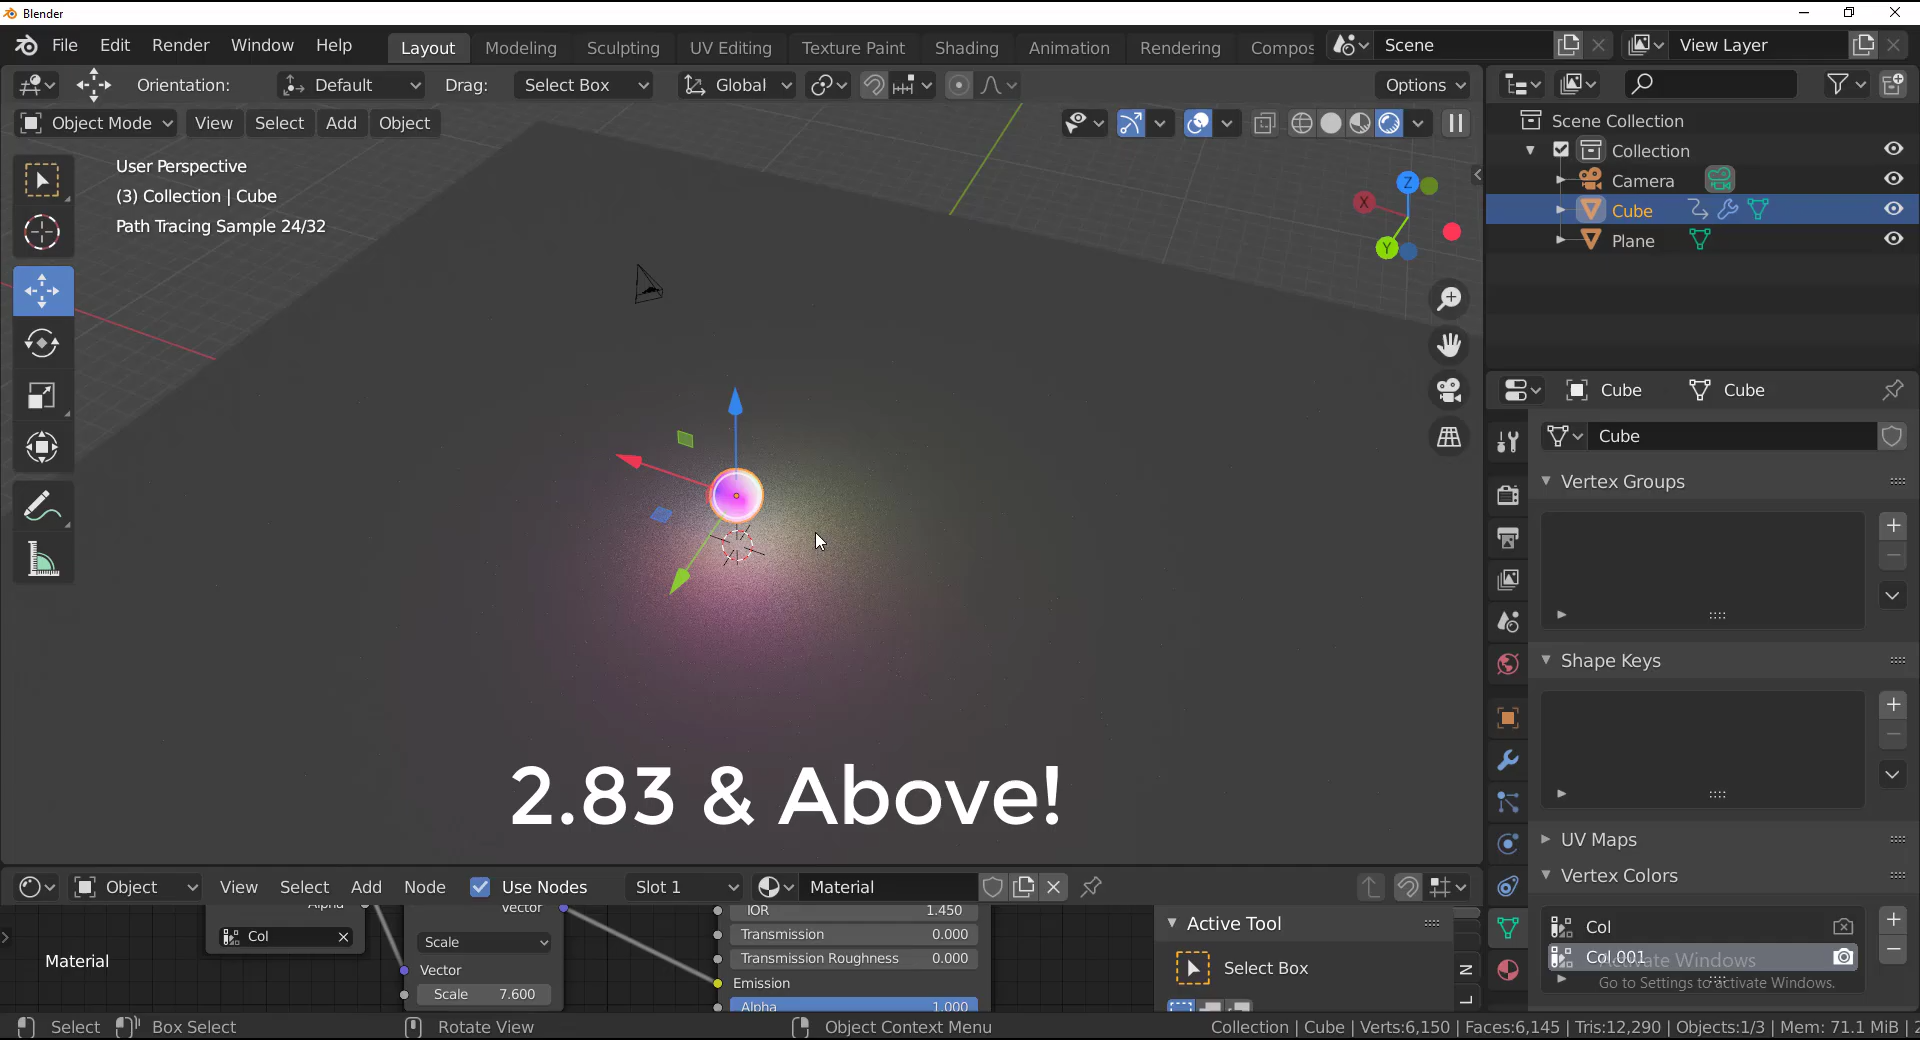 Blender
File Edit Render Window Help Layout Modeling Sculpting UV Editing Texture Paint Shading Animation Rendering Compos Scene View Layer
Orientation: Default Drag: Select Box Global Options
Object Mode View Select Add Object
User Perspective
(3) Collection | Cube
Path Tracing Sample 24/32
Z
X
Y
Scene Collection
Collection
Camera
Cube
Plane
Cube Cube
Cube
Vertex Groups
Shape Keys
UV Maps
Vertex Colors
Col
Col.001
Activate Windows
Go to Settings to activate Windows.
2.83 & Above!
Object View Select Add Node Use Nodes Slot 1 Material
Alpha
Col
Material
Vector
Scale
Vector
Scale 7.600
IOR 1.450
Transmission 0.000
Transmission Roughness 0.000
Emission
Alpha 1.000
Active Tool
Select Box
N
Select Box Select Rotate View Object Context Menu Collection | Cube | Verts:6,150 | Faces:6,145 | Tris:12,290 | Objects:1/3 | Mem: 71.1 MiB | 2